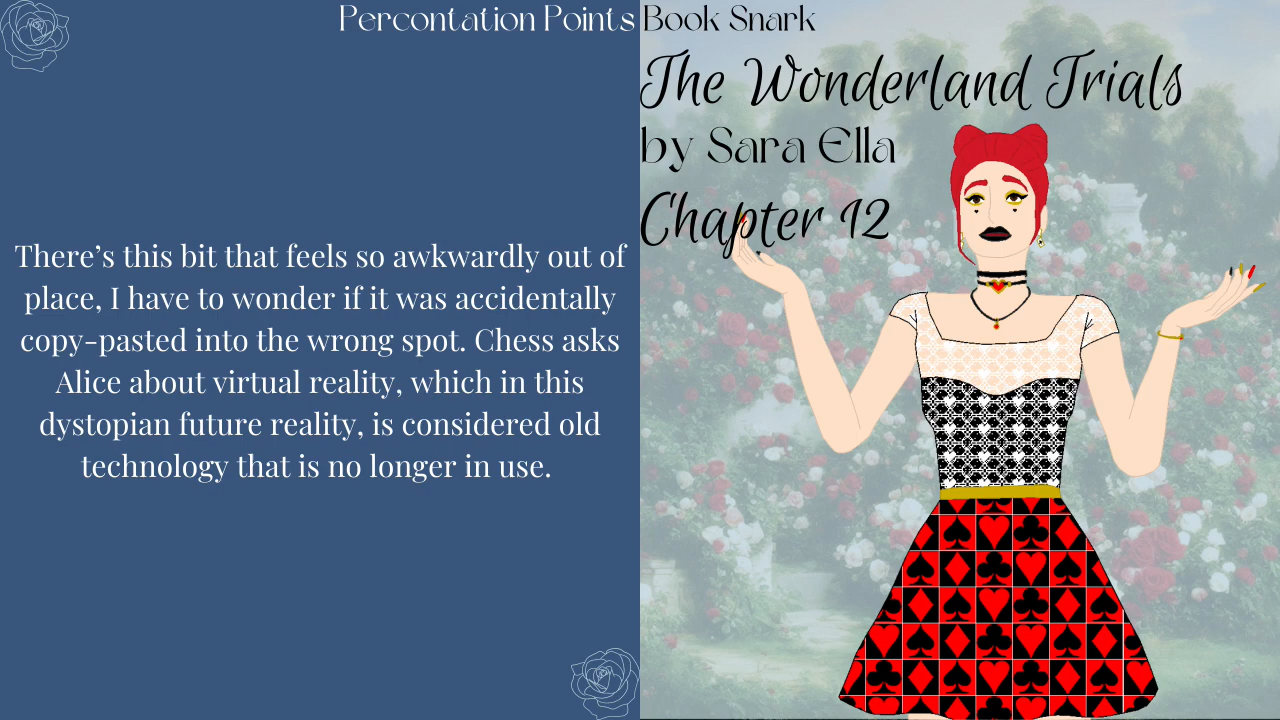 Percontation Points Book Snark
The Wonderland Trials
by Sara Ella
Chapter 12
There's this bit that feels so awkwardly out of
place, I have to wonder if it was accidentally
copy-pasted into the wrong spot. Chess asks
Alice about virtual reality, which in this
dystopian future reality, is considered old
technology that is no longer in use.